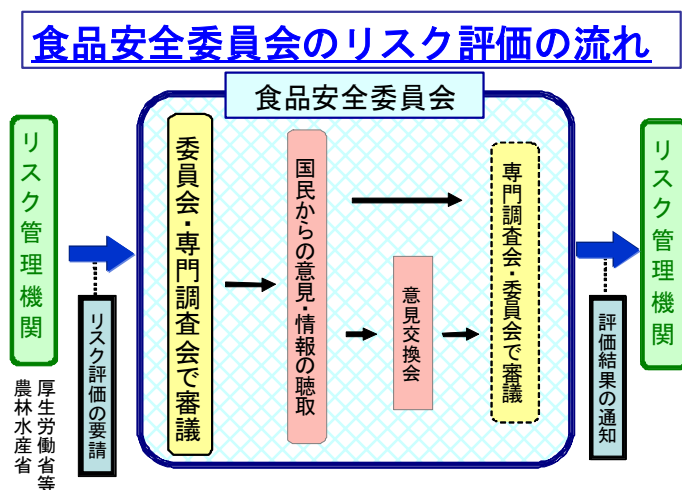 食品安全委員会のリスク評価の流れ
食品安全委員会
リスク管理機関
厚生労働省等
農林水産省
リスク評価の要請
委員会・専門調査会で審議
国民からの意見・情報の聴取
意見交換会
専門調査会・委員会で審議
評価結果の通知
リスク管理機関